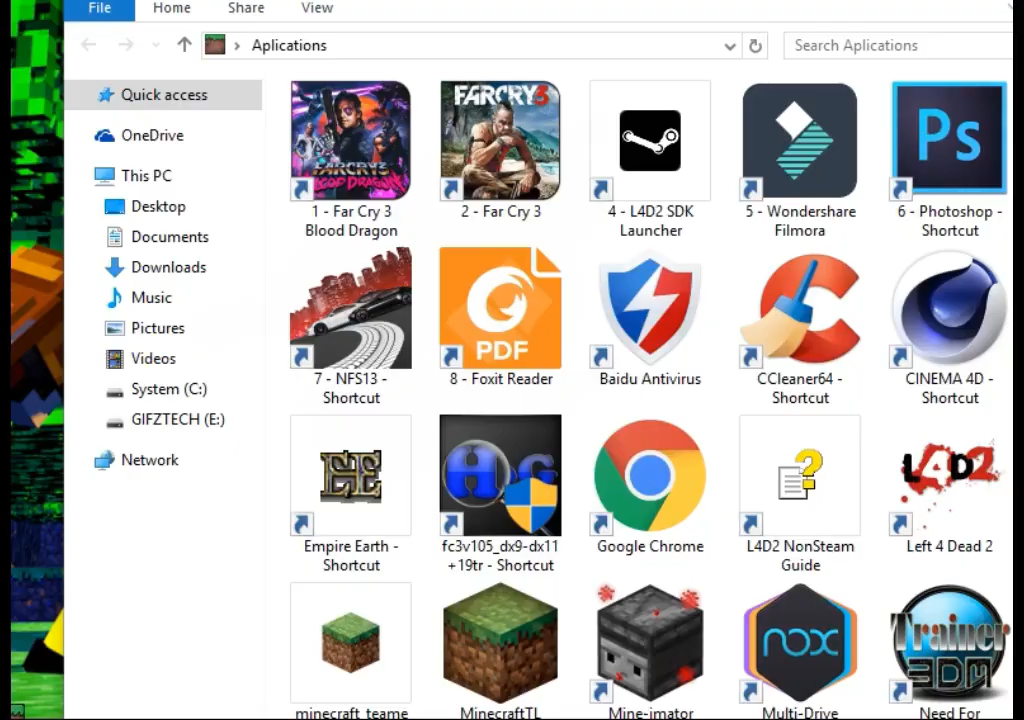 File Home Share View
Aplications
Search Aplications
Quick access
OneDrive
This PC
Desktop
Documents
Downloads
Music
Pictures
Videos
System (C:)
GIFZTECH (E:)
Network
FARCRY3
BLOOD DRAGON
FARCRY3
Ps
1 - Far Cry 3
Blood Dragon
2 - Far Cry 3
4 - L4D2 SDK
Launcher
5 - Wondershare
Filmora
6 - Photoshop -
Shortcut
PDF
7 - NFS13 -
Shortcut
8 - Foxit Reader
Baidu Antivirus
CCleaner64 -
Shortcut
CINEMA 4D -
Shortcut
EE
L4D2
Empire Earth -
Shortcut
fc3v105_dx9-dx11
+19tr - Shortcut
Google Chrome
L4D2 NonSteam
Guide
Left 4 Dead 2
nox
Trainer
3DM
minecraft_teame
MinecraftTL
Mine-imator
Multi-Drive
Need For